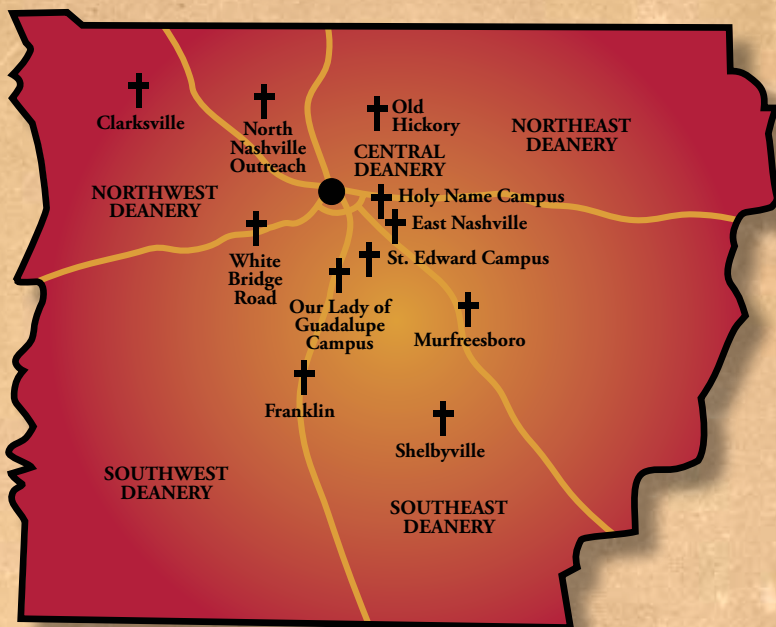 Clarksville
North
Nashville
Outreach
Old
Hickory
CENTRAL
DEANERY
NORTHEAST
DEANERY
NORTHWEST
DEANERY
Holy Name Campus
East Nashville
St. Edward Campus
White
Bridge
Road
Our Lady of
Guadalupe
Campus
Murfreesboro
Franklin
Shelbyville
SOUTHWEST
DEANERY
SOUTHEAST
DEANERY